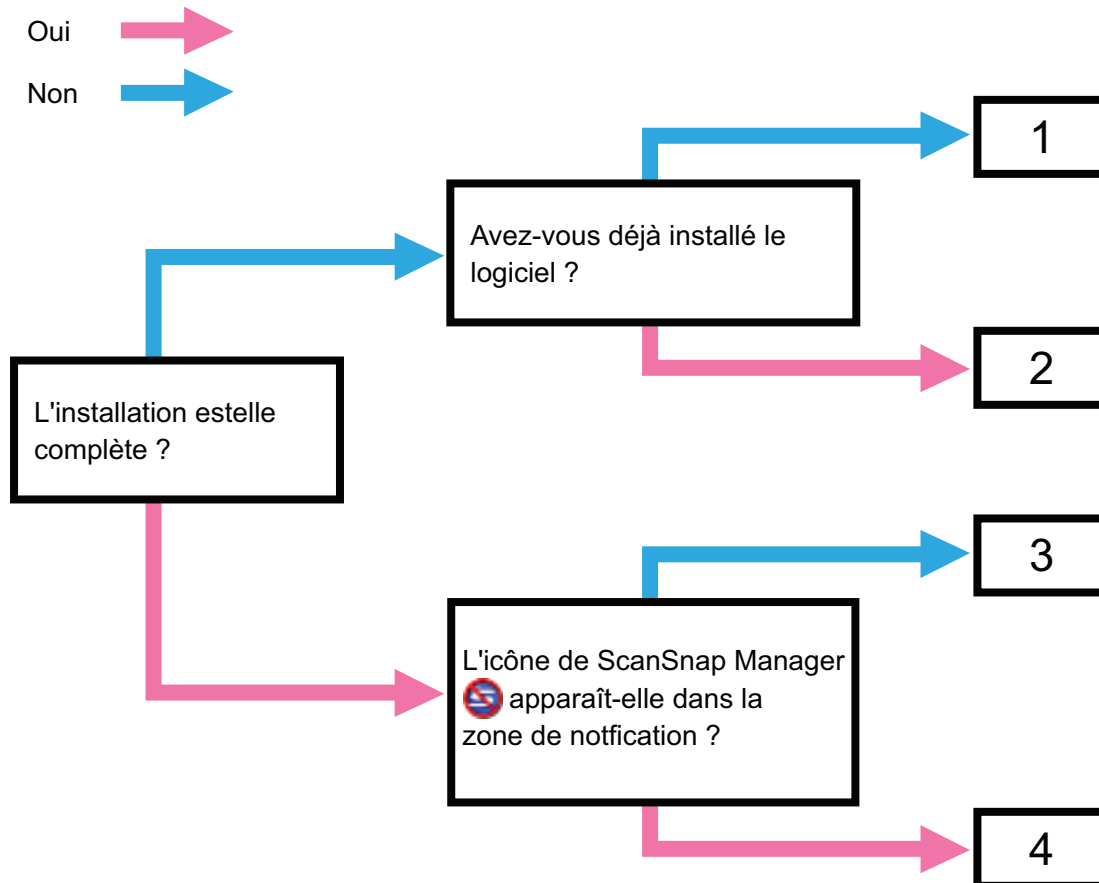 Oui
Non
1
Avez-vous déjà installé le
logiciel ?
2
L'installation estelle
complète ?
3
L'icône de ScanSnap Manager
apparaît-elle dans la
zone de notfication ?
4